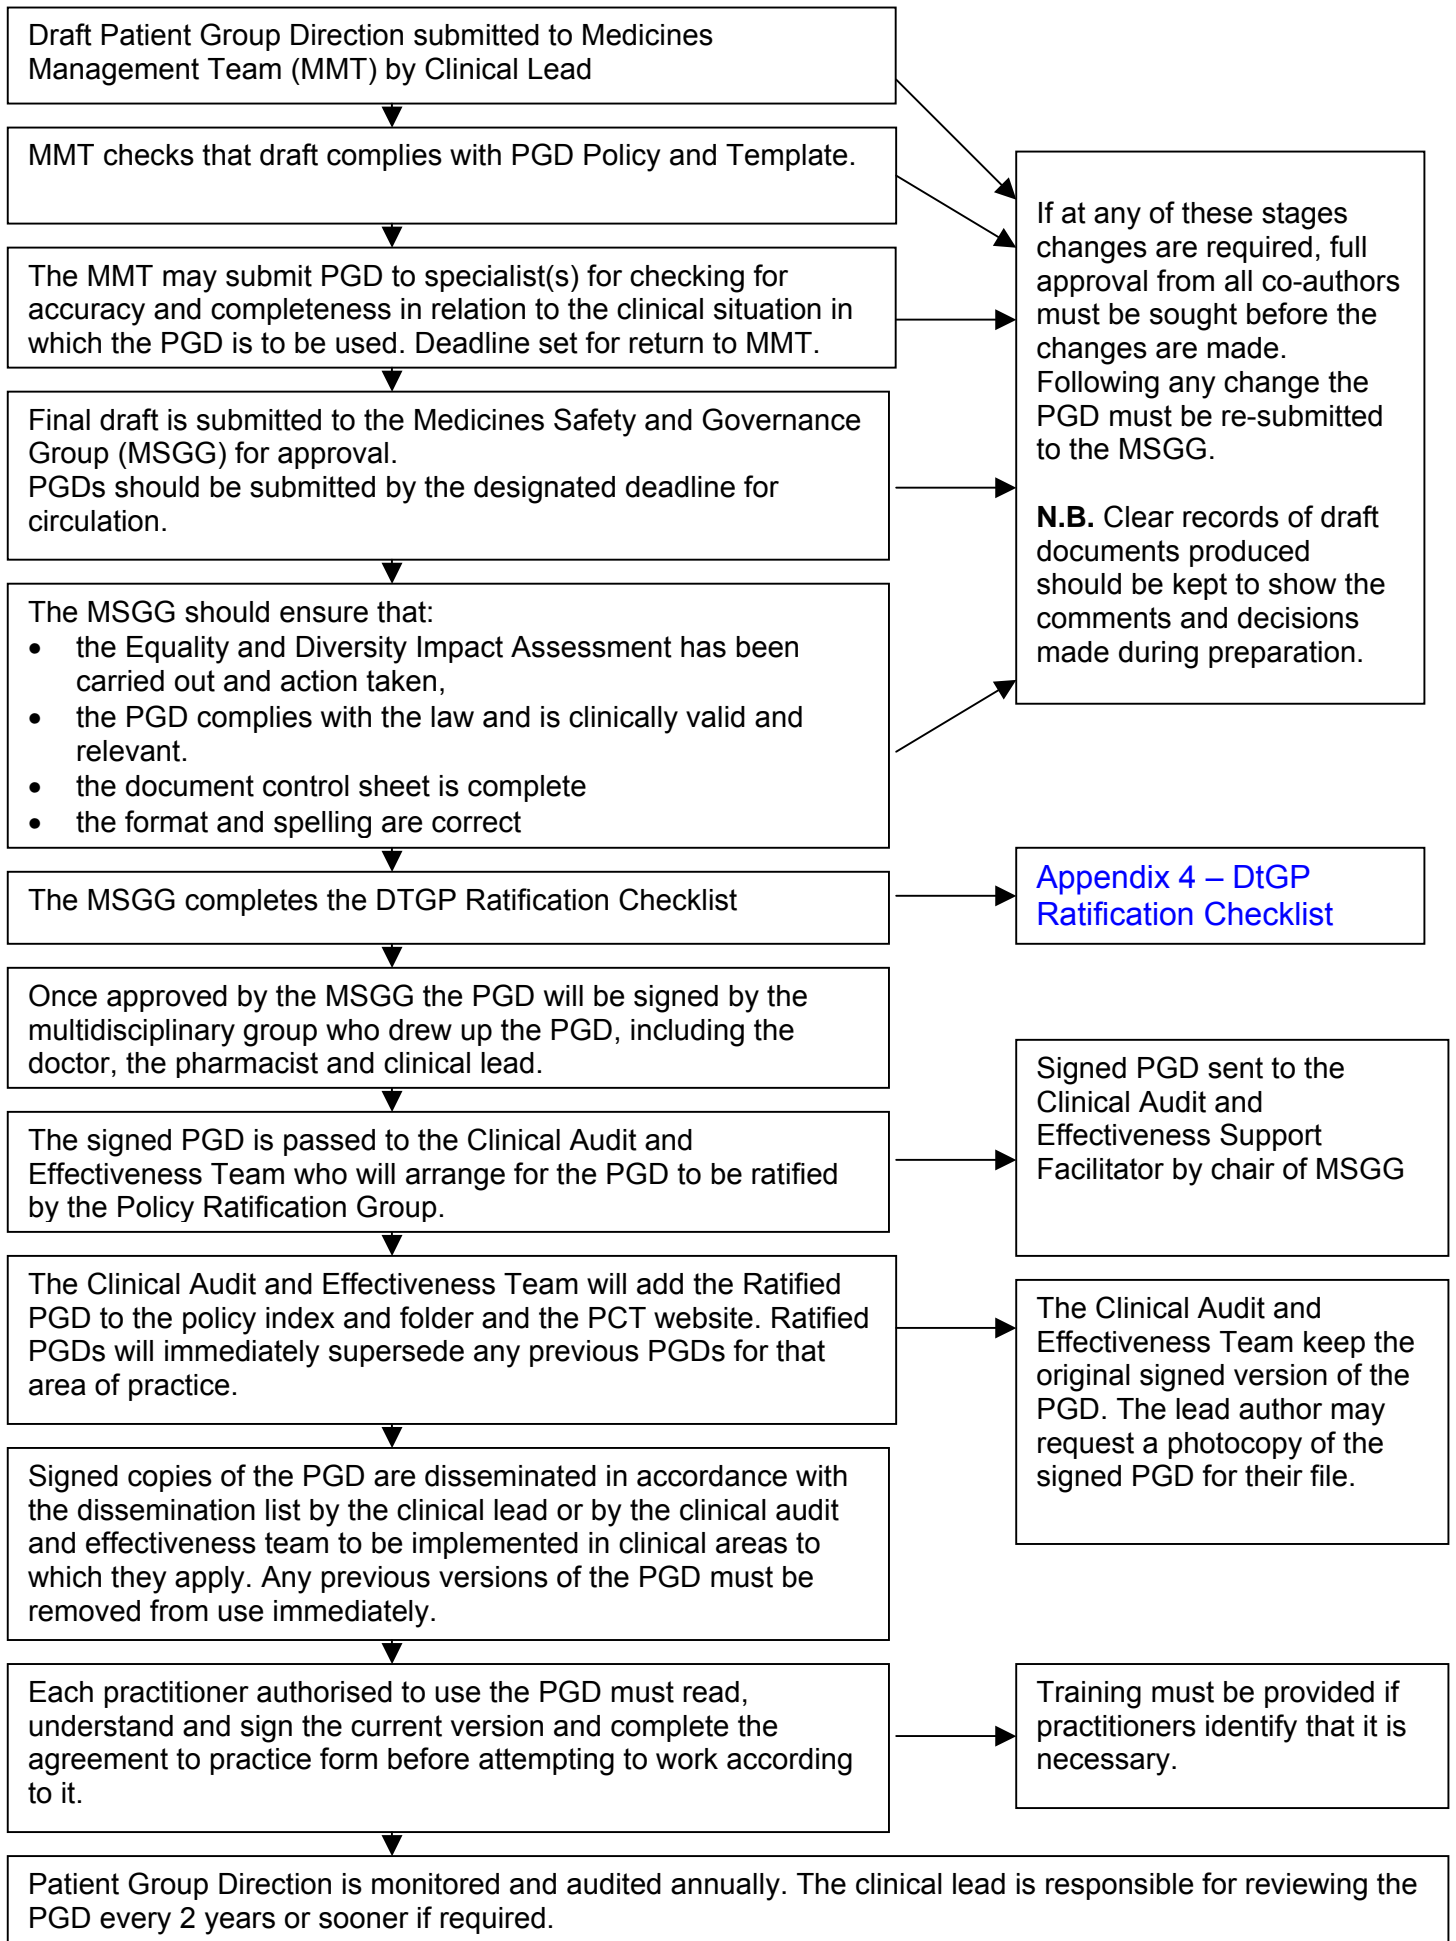 Draft Patient Group Direction submitted to Medicines
Management Team (MMT) by Clinical Lead
MMT checks that draft complies with PGD Policy and Template.
The MMT may submit PGD to specialist(s) for checking for
accuracy and completeness in relation to the clinical situation in
which the PGD is to be used. Deadline set for return to MMT.
Final draft is submitted to the Medicines Safety and Governance
Group (MSGG) for approval.
PGDs should be submitted by the designated deadline for
circulation.
The MSGG should ensure that:
• the Equality and Diversity Impact Assessment has been
carried out and action taken,
• the PGD complies with the law and is clinically valid and
relevant.
• the document control sheet is complete
• the format and spelling are correct
If at any of these stages
changes are required, full
approval from all co-authors
must be sought before the
changes are made.
Following any change the
PGD must be re-submitted
to the MSGG.
N.B. Clear records of draft
documents produced
should be kept to show the
comments and decisions
made during preparation.
The MSGG completes the DTGP Ratification Checklist
Appendix 4 – DtGP
Ratification Checklist
Once approved by the MSGG the PGD will be signed by the
multidisciplinary group who drew up the PGD, including the
doctor, the pharmacist and clinical lead.
The signed PGD is passed to the Clinical Audit and
Effectiveness Team who will arrange for the PGD to be ratified
by the Policy Ratification Group.
Signed PGD sent to the
Clinical Audit and
Effectiveness Support
Facilitator by chair of MSGG
The Clinical Audit and Effectiveness Team will add the Ratified
PGD to the policy index and folder and the PCT website. Ratified
PGDs will immediately supersede any previous PGDs for that
area of practice.
The Clinical Audit and
Effectiveness Team keep the
original signed version of the
PGD. The lead author may
request a photocopy of the
signed PGD for their file.
Signed copies of the PGD are disseminated in accordance with
the dissemination list by the clinical lead or by the clinical audit
and effectiveness team to be implemented in clinical areas to
which they apply. Any previous versions of the PGD must be
removed from use immediately.
Each practitioner authorised to use the PGD must read,
understand and sign the current version and complete the
agreement to practice form before attempting to work according
to it.
Training must be provided if
practitioners identify that it is
necessary.
Patient Group Direction is monitored and audited annually. The clinical lead is responsible for reviewing the
PGD every 2 years or sooner if required.